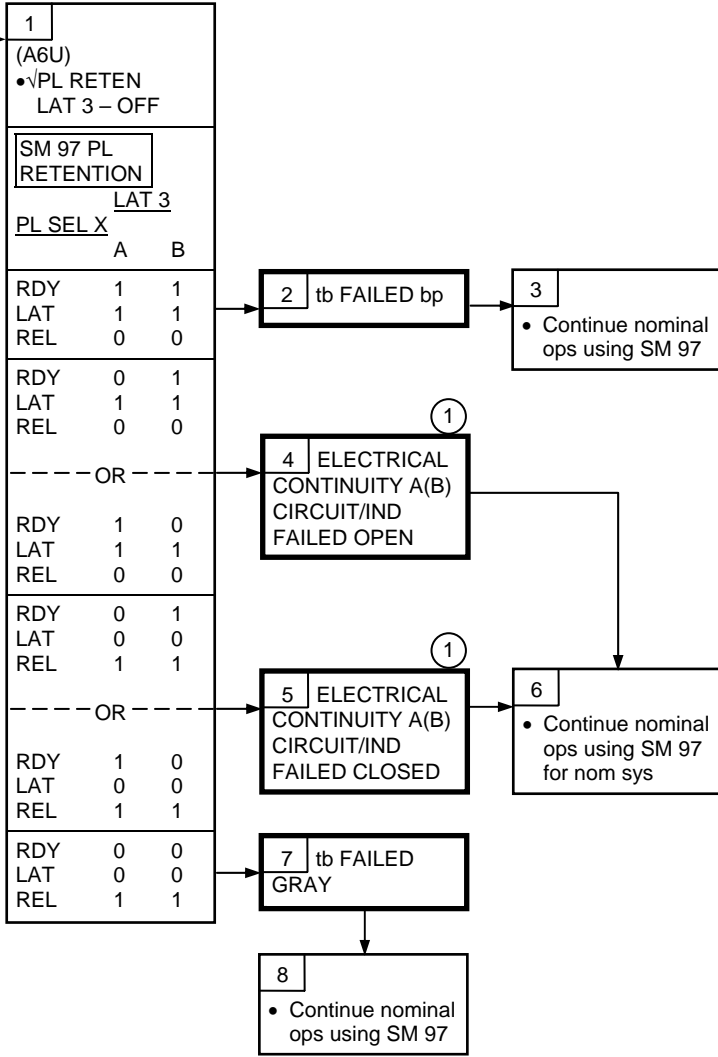 1
(A6U)
•√PL RETEN
LAT 3 – OFF
SM 97 PL
RETENTION
LAT 3
PL SEL X
A B
RDY 1 1
LAT 1 1
REL 0 0
2 tb FAILED bp
3
• Continue nominal
ops using SM 97
RDY 0 1
LAT 1 1
REL 0 0
– – – – OR – – – –
RDY 1 0
LAT 1 1
REL 0 0
1
4 ELECTRICAL
CONTINUITY A(B)
CIRCUIT/IND
FAILED OPEN
RDY 0 1
LAT 0 0
REL 1 1
– – – – OR – – – –
RDY 1 0
LAT 0 0
REL 1 1
1
5 ELECTRICAL
CONTINUITY A(B)
CIRCUIT/IND
FAILED CLOSED
6
• Continue nominal
ops using SM 97
for nom sys
RDY 0 0
LAT 0 0
REL 1 1
7 tb FAILED
GRAY
8
• Continue nominal
ops using SM 97